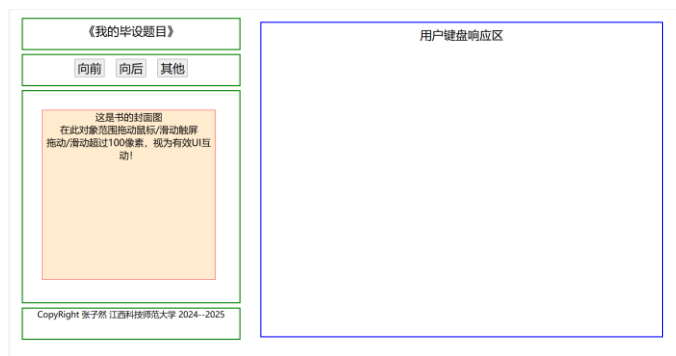 《我的毕设题目》
向前 向后 其他
这是书的封面图
在此对象范围拖动鼠标/滑动触屏
拖动/滑动超过100像素，视为有效UI互
动！
CopyRight 张子然 江西科技师范大学 2024--2025
用户键盘响应区